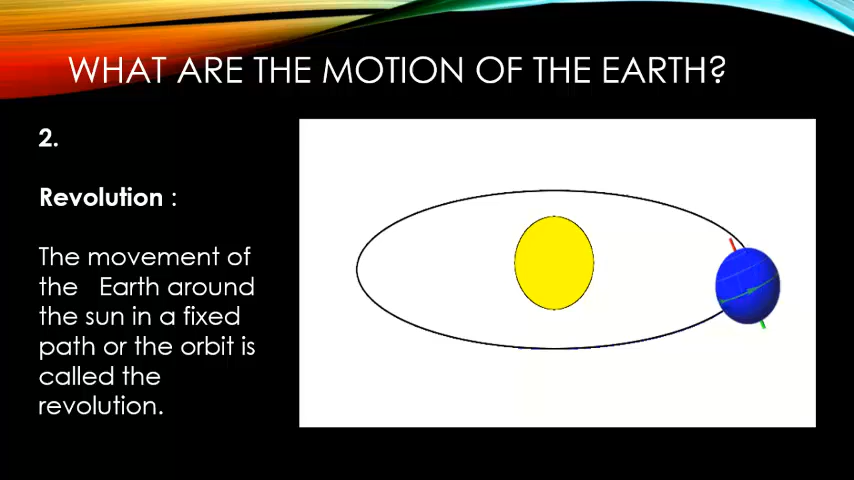 WHAT ARE THE MOTION OF THE EARTH?
2.
Revolution :
The movement of
the Earth around
the sun in a fixed
path or the orbit is
called the
revolution.